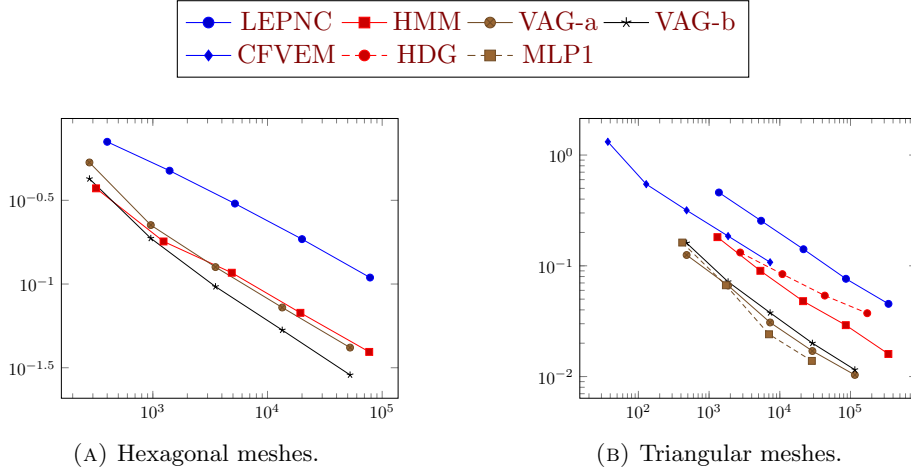 LEPNC HMM VAG-a VAG-b
CFVEM HDG MLP1
10^{-0.5}
10^{-1}
10^{-1.5}
10^3 10^4 10^5
(A) Hexagonal meshes.
10^0
10^{-1}
10^{-2}
10^2 10^3 10^4 10^5
(B) Triangular meshes.